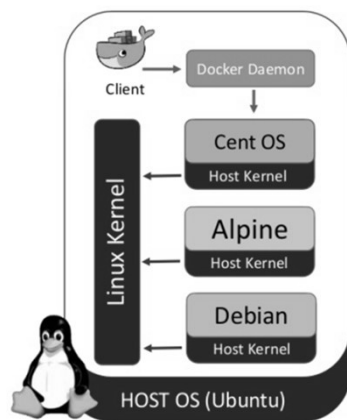 Client
Docker Daemon
Cent OS
Host Kernel
Linux Kernel
Alpine
Host Kernel
Debian
Host Kernel
HOST OS (Ubuntu)